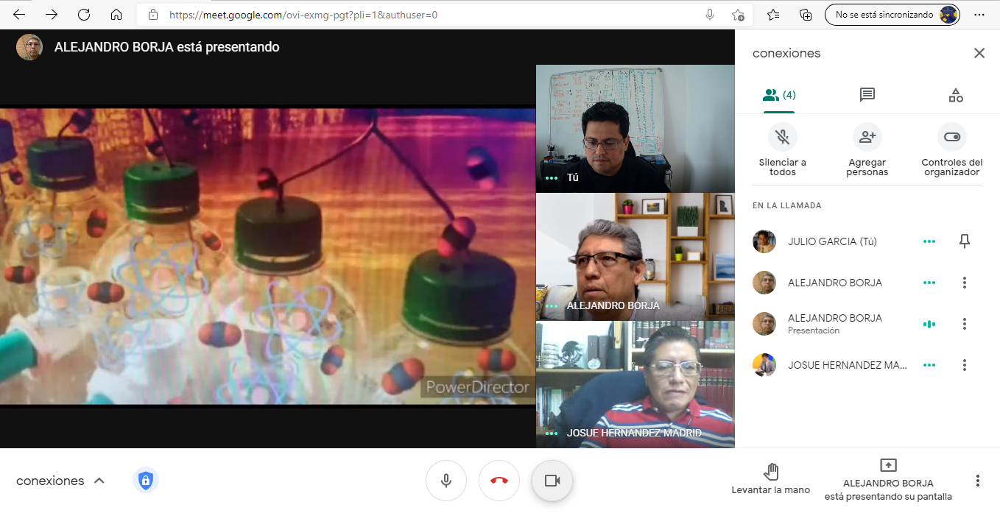 https://meet.google.com/ovi-exmg-pgt?pli=1&authuser=0
No se está sincronizando
ALEJANDRO BORJA está presentando
conexiones
(4)
Silenciar a
todos
Agregar
personas
Controles del
organizador
EN LA LLAMADA
JULIO GARCIA (Tú)
ALEJANDRO BORJA
ALEJANDRO BORJA
Presentación
JOSUE HERNANDEZ MA...
Tú
ALEJANDRO BORJA
JOSUE HERNANDEZ MADRID
PowerDirector
conexiones
Levantar la mano
ALEJANDRO BORJA
está presentando su pantalla